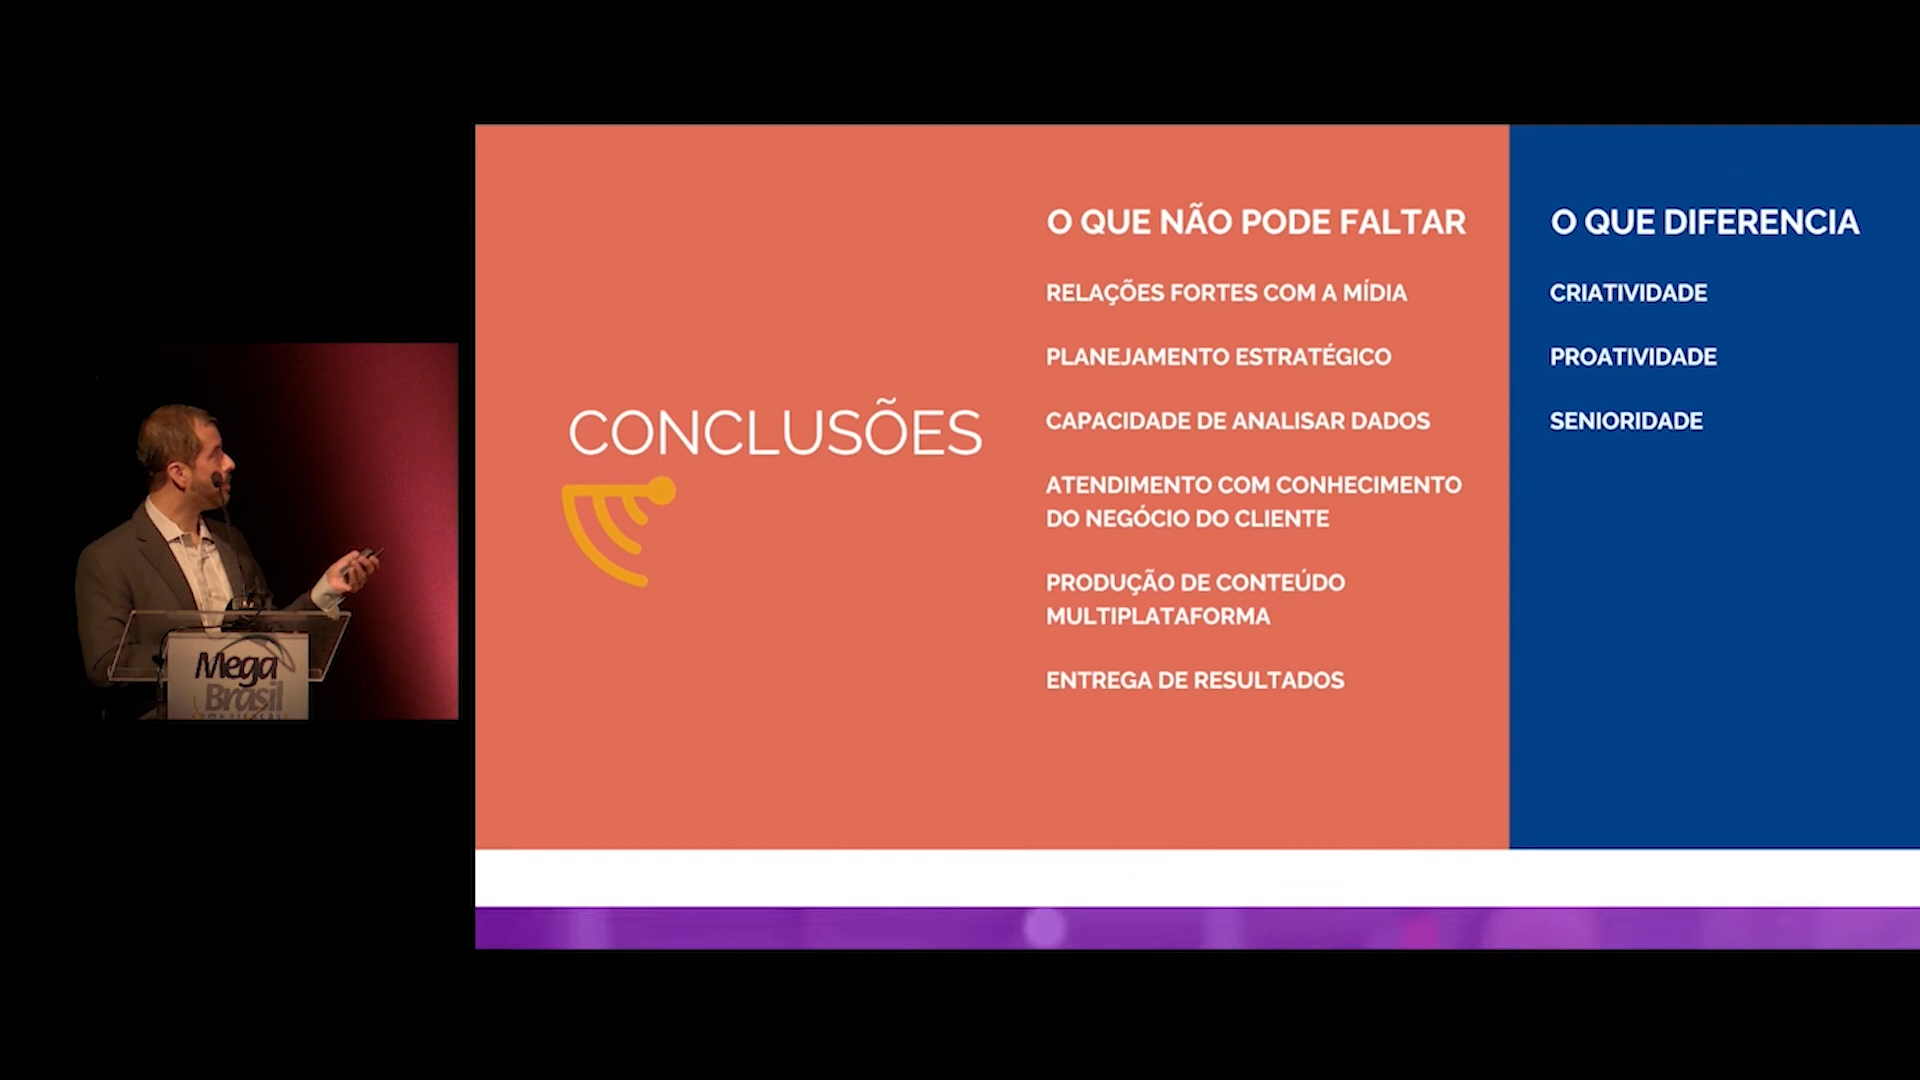 CONCLUSÕES
O QUE NÃO PODE FALTAR
RELAÇÕES FORTES COM A MÍDIA
PLANEJAMENTO ESTRATÉGICO
CAPACIDADE DE ANALISAR DADOS
ATENDIMENTO COM CONHECIMENTO
DO NEGÓCIO DO CLIENTE
PRODUÇÃO DE CONTEÚDO
MULTIPLATAFORMA
ENTREGA DE RESULTADOS
O QUE DIFERENCIA
CRIATIVIDADE
PROATIVIDADE
SENIORIDADE
Mega
Brasil